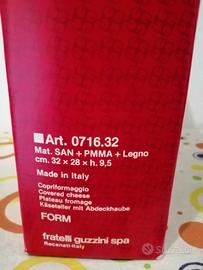 Art. 0716.32
Mat. SAN + PMMA + Legno
cm. 32 x 28 x h. 9,5
Made in Italy
Copriformaggio
Covered cheese
Plateau fromage
Käseteller mit Abdeckhaube
FORM
fratelli guzzini spa
Recanati-Italy
subito